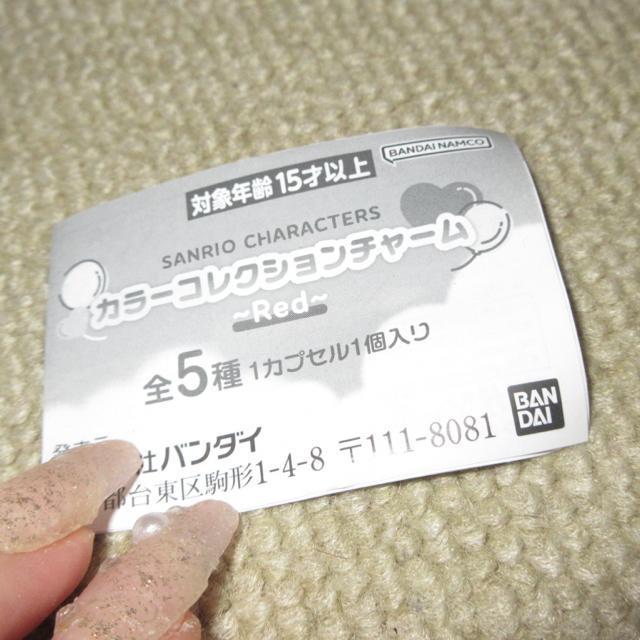 BANDAI NAMCO
対象年齢 15才以上
SANRIO CHARACTERS
カラーコレクションチャーム
~Red~
全5種 1カプセル1個入り
バンダイ
都台東区駒形1-4-8 〒111-8081
BAN
DAI